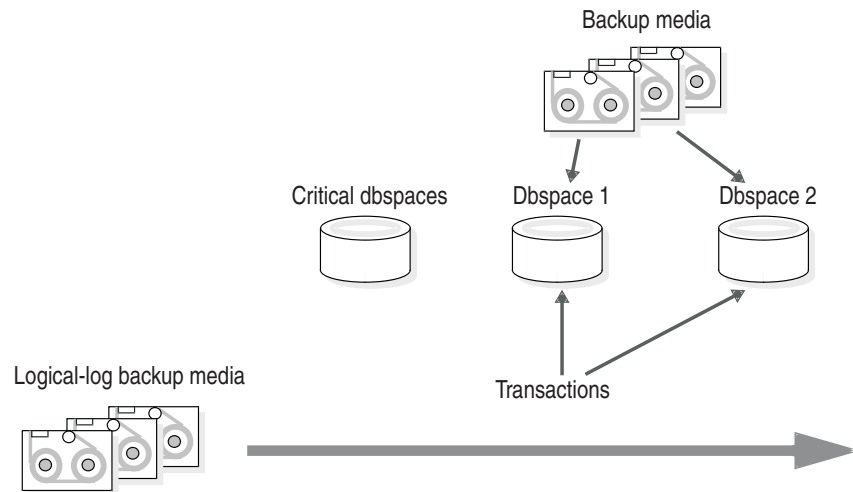 Backup media
Critical dbspaces
Dbspace 1
Dbspace 2
Logical-log backup media
Transactions